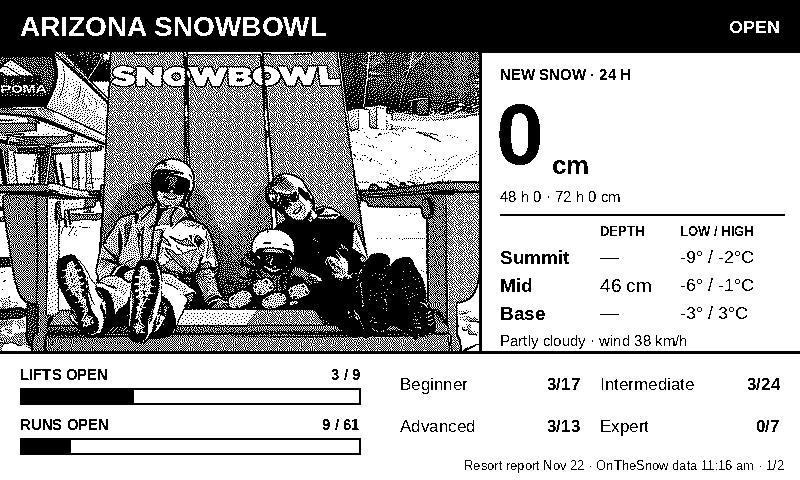 ARIZONA SNOWBOWL
OPEN
POMA
SNOWBOWL
NEW SNOW · 24 H
0 cm
48 h 0 · 72 h 0 cm
DEPTH LOW / HIGH
Summit — -9° / -2°C
Mid 46 cm -6° / -1°C
Base — -3° / 3°C
Partly cloudy · wind 38 km/h
LIFTS OPEN 3 / 9
RUNS OPEN 9 / 61
Beginner 3/17 Intermediate 3/24
Advanced 3/13 Expert 0/7
Resort report Nov 22 · OnTheSnow data 11:16 am · 1/2